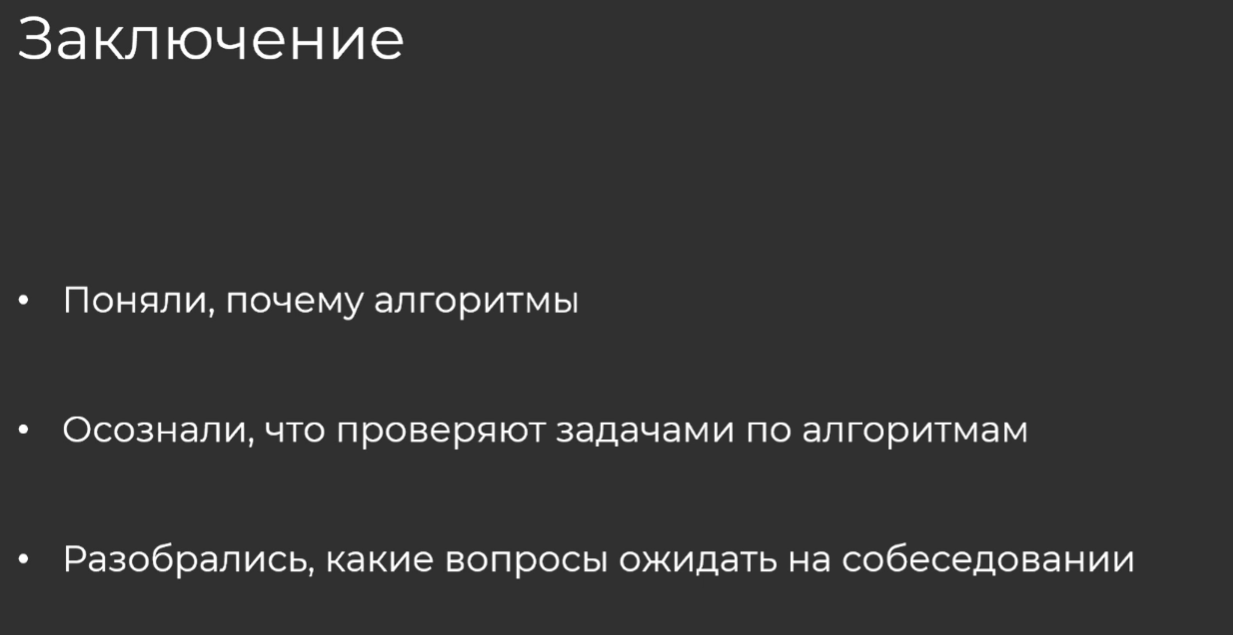 Заключение
• Поняли, почему алгоритмы
• Осознали, что проверяют задачами по алгоритмам
• Разобрались, какие вопросы ожидать на собеседовании